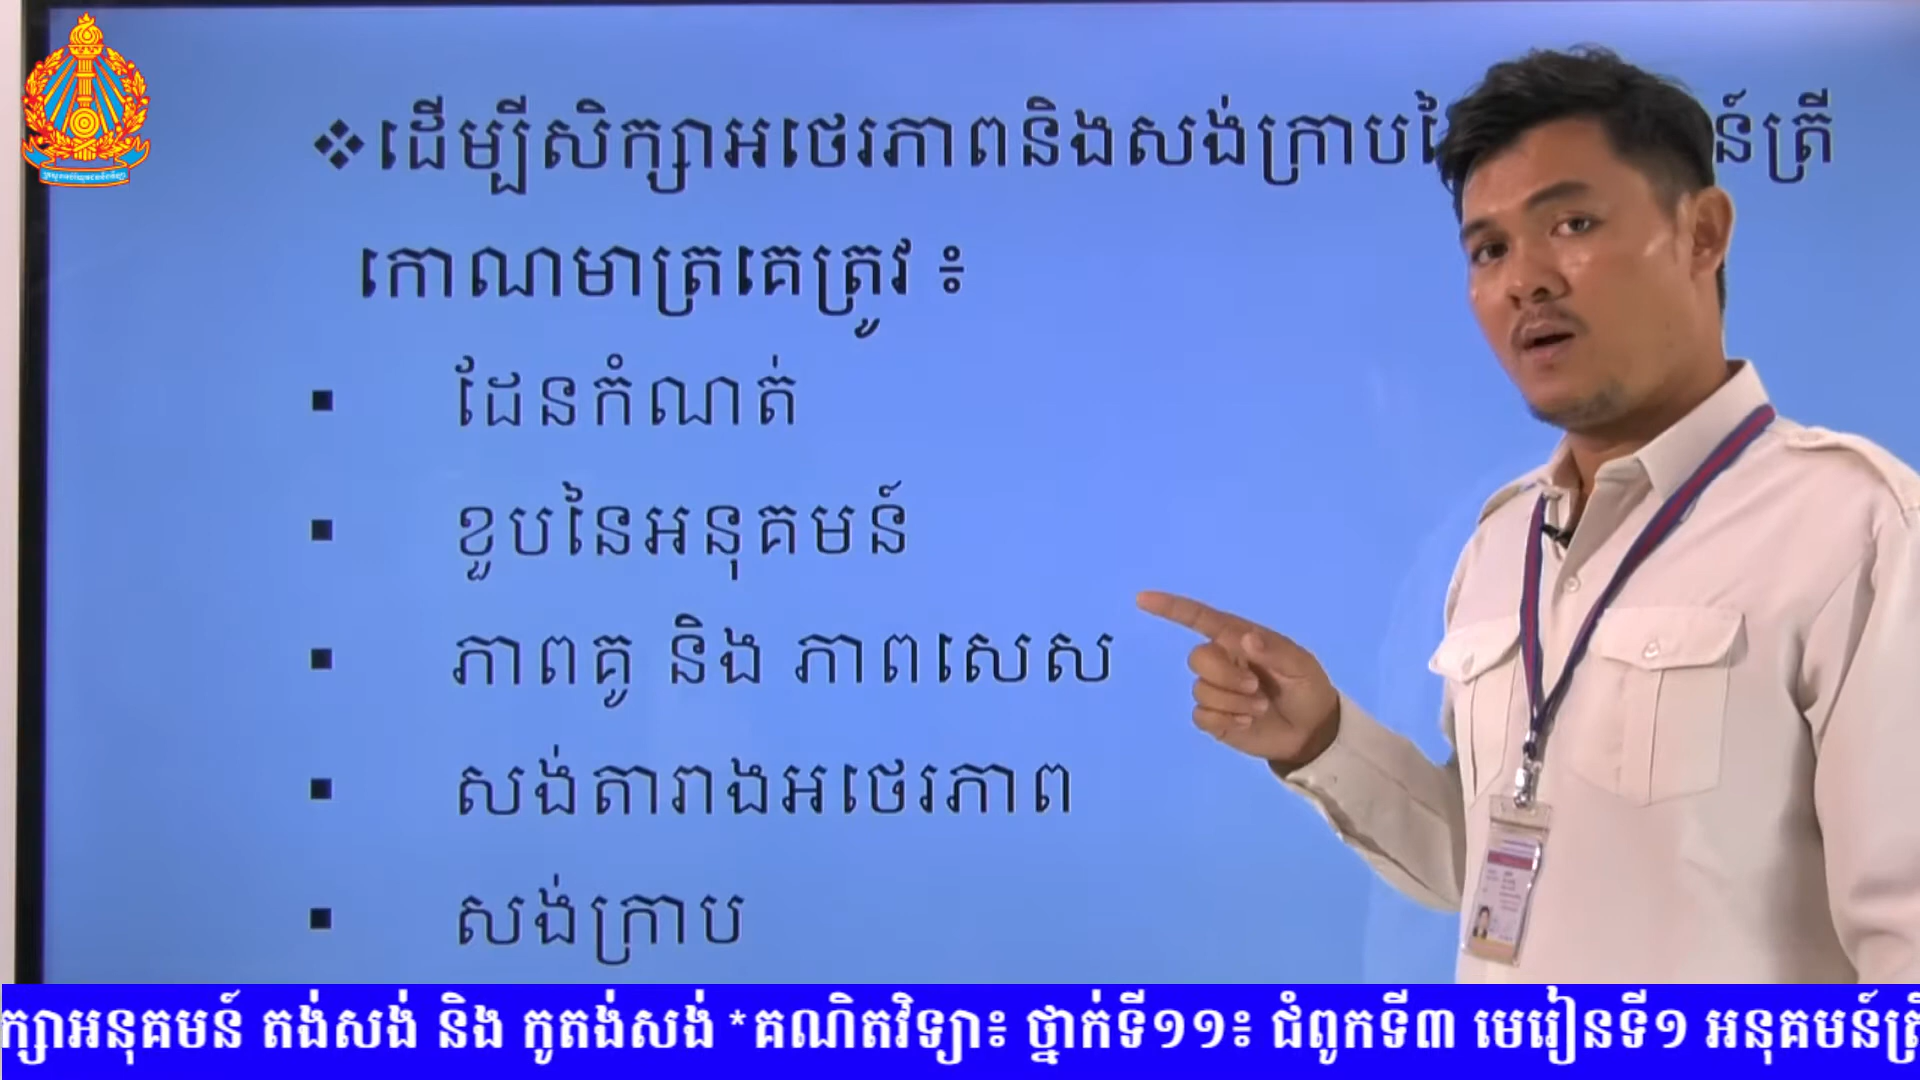 ❖ដើម្បីសិក្សាអថេរភាពនិងសង់ក្រាប ន៍ត្រី
កោណមាត្រគេត្រូវ ៖
▪ ដែនកំណត់
▪ ខួបនៃអនុគមន៍
▪ ភាពគូ និង ភាពសេស
▪ សង់តារាងអថេរភាព
▪ សង់ក្រាប
ក្សាអនុគមន៍ តង់សង់ និង កូតង់សង់ *គណិតវិទ្យា៖ ថ្នាក់ទី១១៖ ជំពូកទី៣ មេរៀនទី១ អនុគមន៍ត្រី